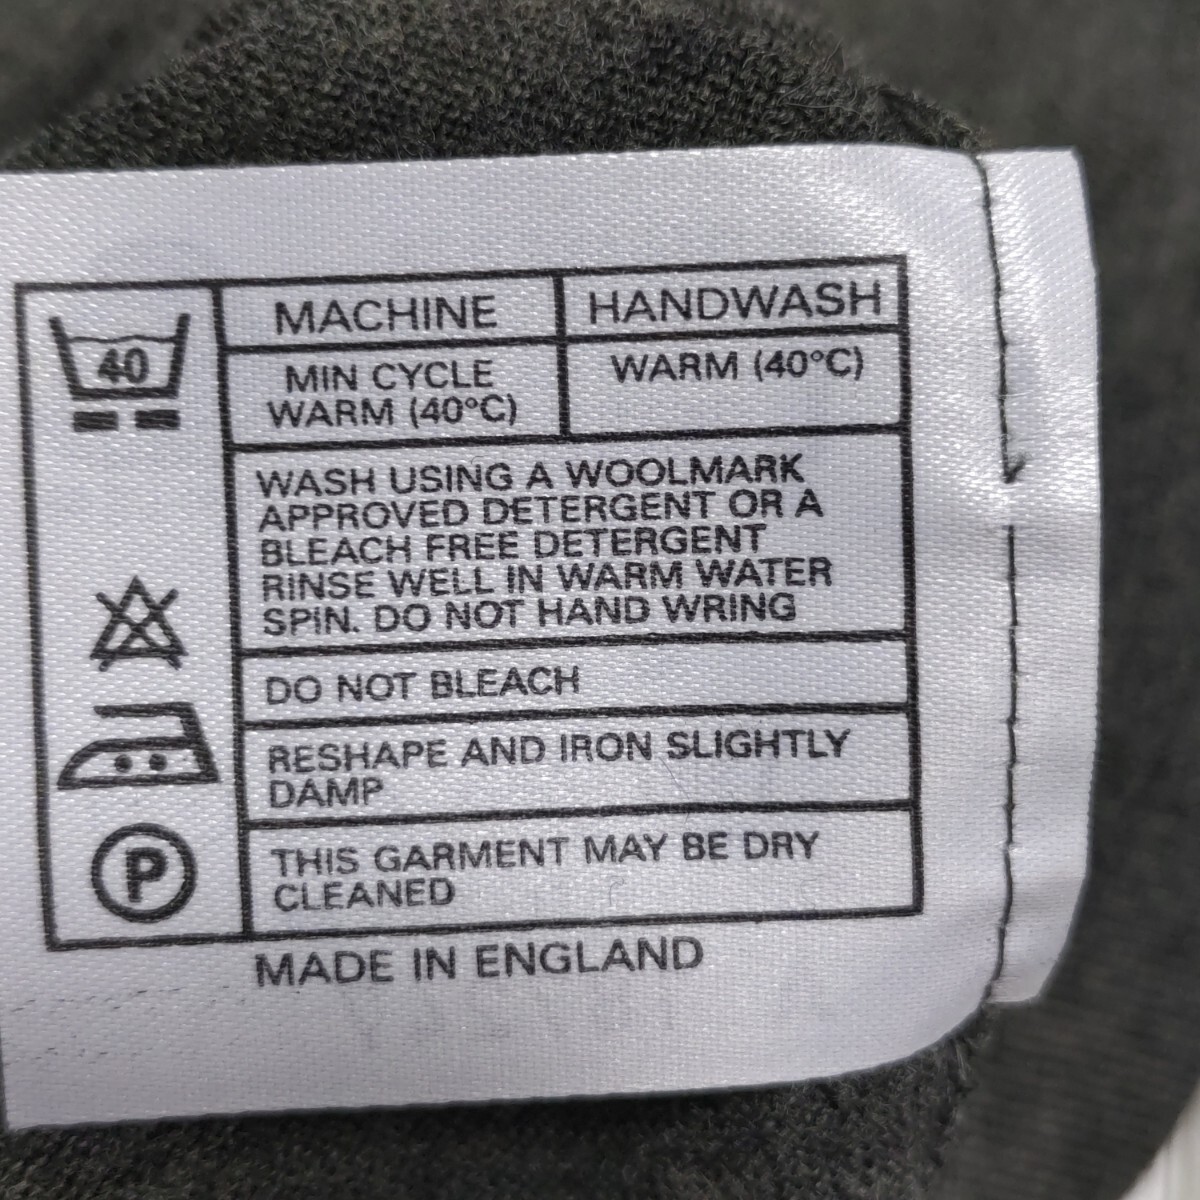 40
MACHINE
HANDWASH
MIN CYCLE
WARM (40°C)
WARM (40°C)
WASH USING A WOOLMARK
APPROVED DETERGENT OR A
BLEACH FREE DETERGENT
RINSE WELL IN WARM WATER
SPIN. DO NOT HAND WRING
DO NOT BLEACH
RESHAPE AND IRON SLIGHTLY
DAMP
P
THIS GARMENT MAY BE DRY
CLEANED
MADE IN ENGLAND